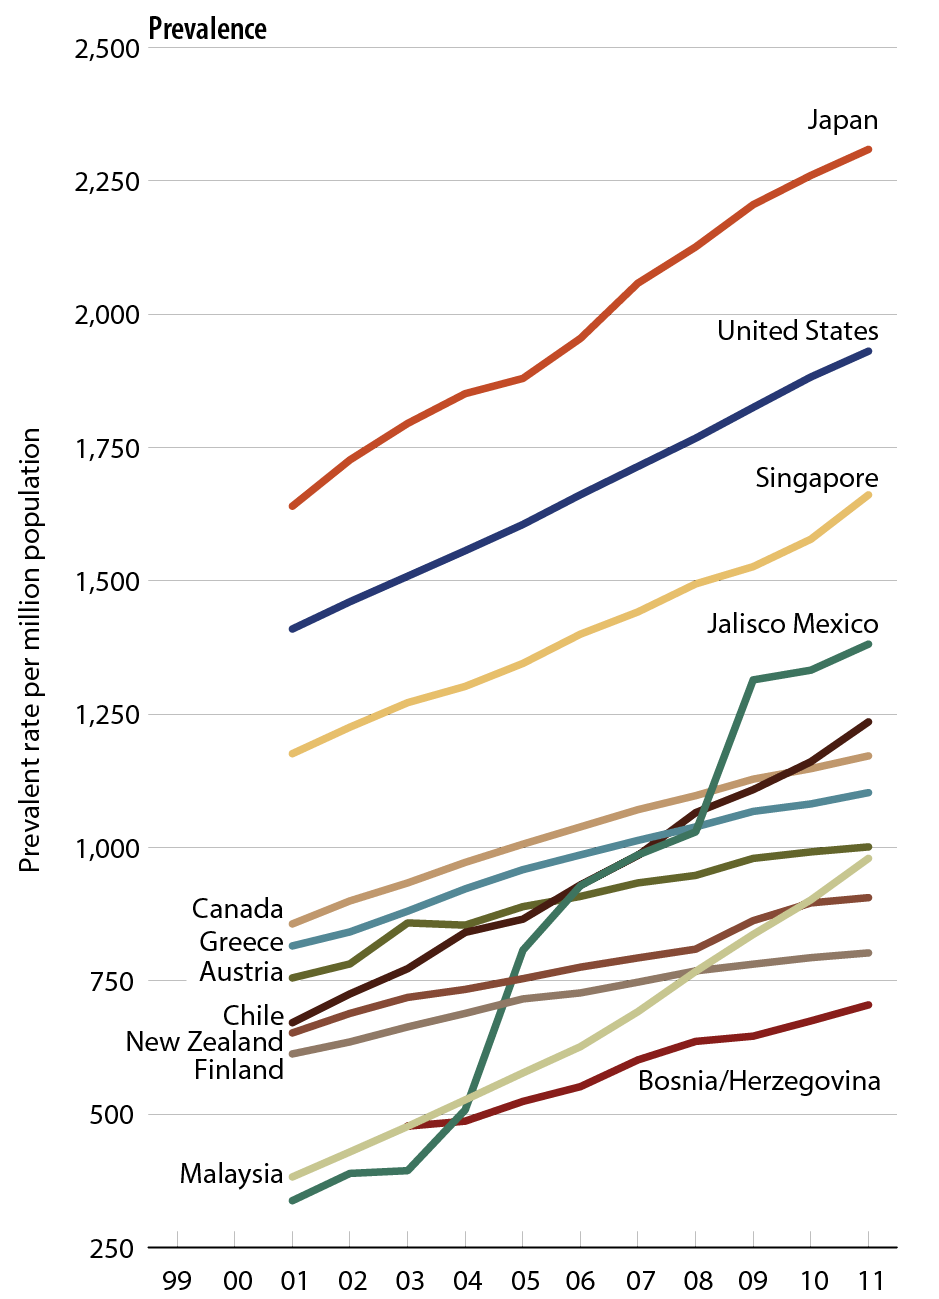 Prevalence
2,500
Japan
2,250
2,000
United States
1,750
Singapore
1,500
Jalisco Mexico
1,250
Prevalent rate per million population
1,000
Canada
Greece
Austria
750
Chile
New Zealand
Finland
Bosnia/Herzegovina
500
Malaysia
250
99 00 01 02 03 04 05 06 07 08 09 10 11